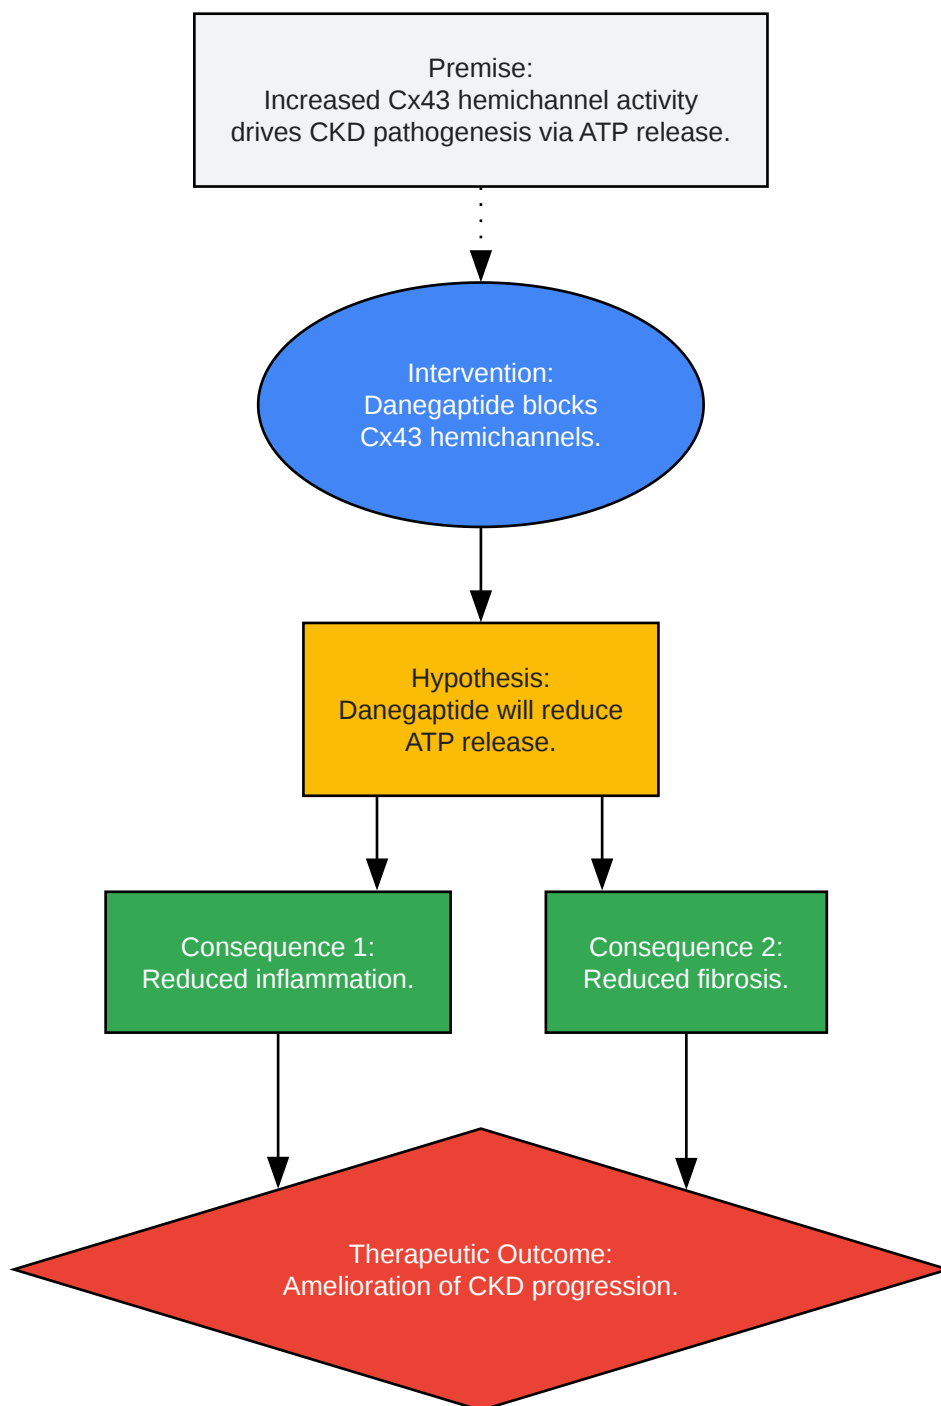 Premise:
Increased Cx43 hemichannel activity
drives CKD pathogenesis via ATP release.
Intervention:
Danegaptide blocks
Cx43 hemichannels.
Hypothesis:
Danegaptide will reduce
ATP release.
Consequence 1:
Reduced inflammation.
Consequence 2:
Reduced fibrosis.
Therapeutic Outcome:
Amelioration of CKD progression.